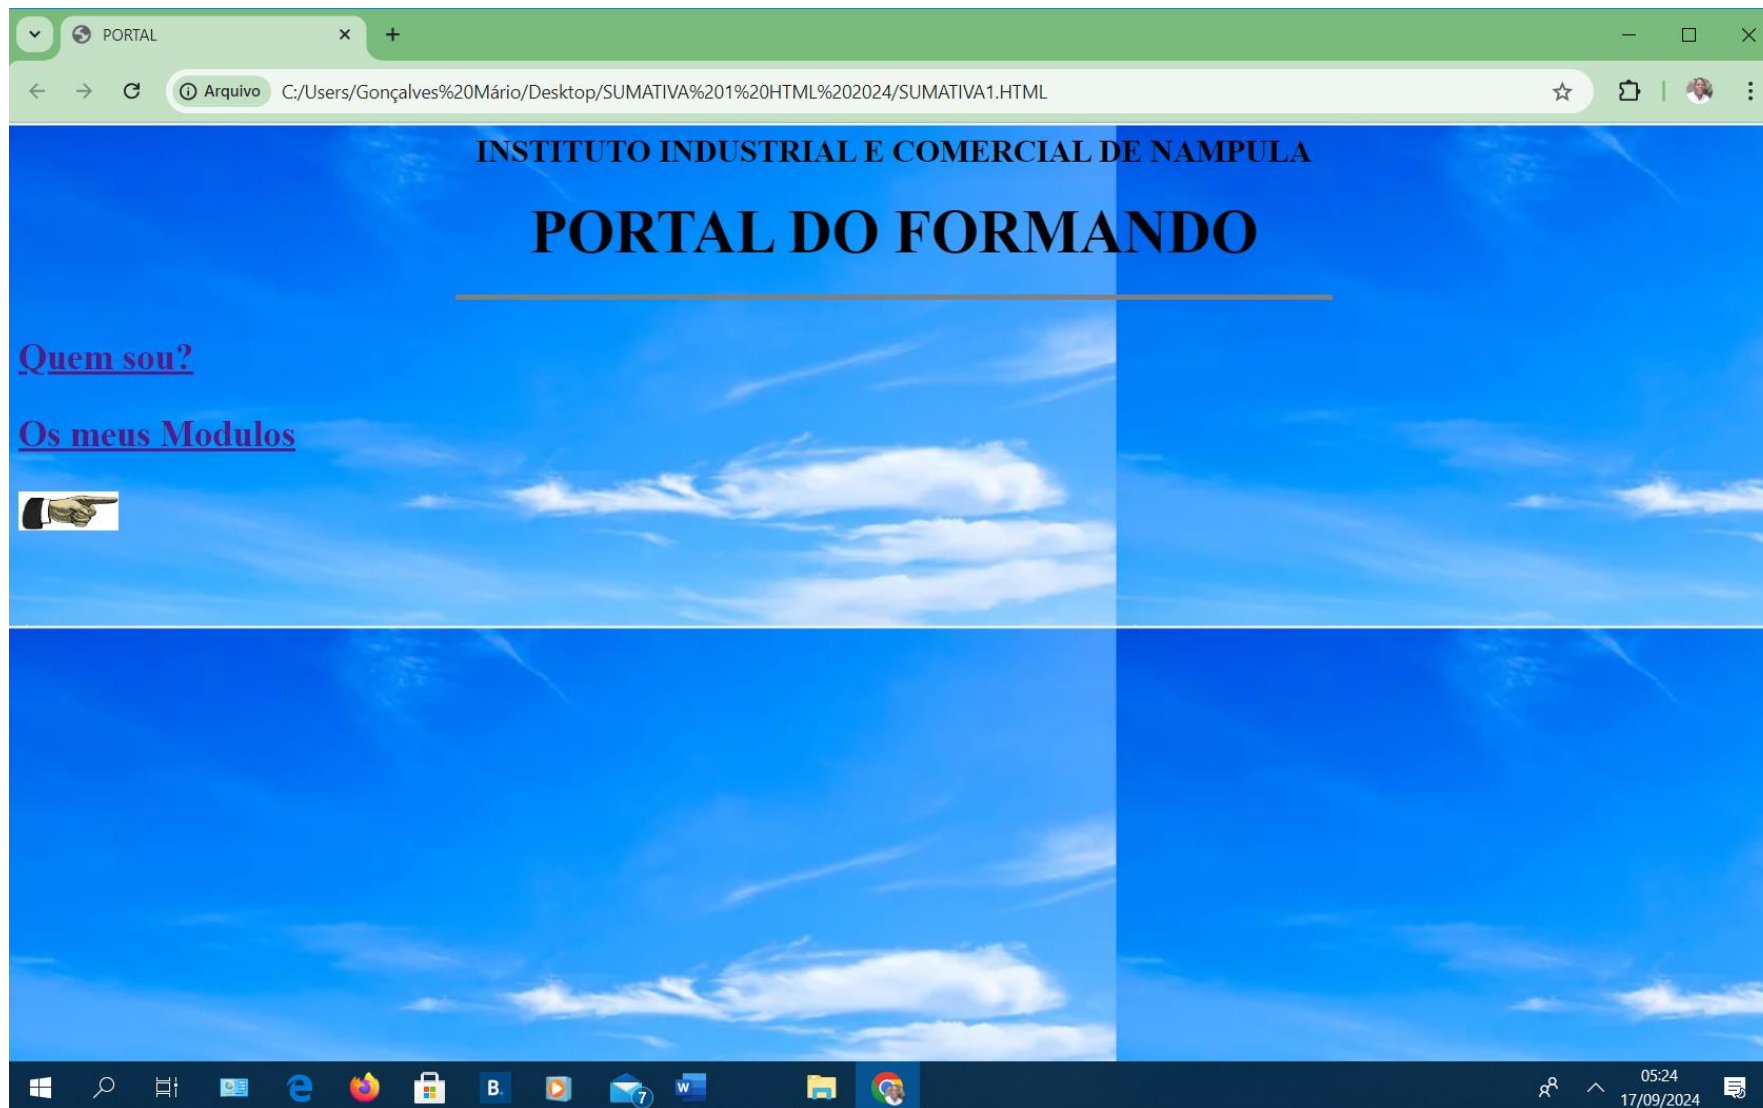 PORTAL
Arquivo C:/Users/Gonçalves%20Mário/Desktop/SUMATIVA%201%20HTML%202024/SUMATIVA1.HTML
INSTITUTO INDUSTRIAL E COMERCIAL DE NAMPULA
PORTAL DO FORMANDO
Quem sou?
Os meus Modulos
B.
7
W
05:24
17/09/2024